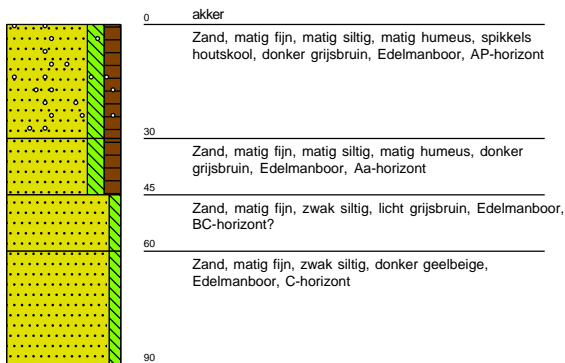 0
akker
Zand, matig fijn, matig siltig, matig humeus, spikkels
houtskool, donker grijsbruin, Edelmanboor, AP-horizont
30
Zand, matig fijn, matig siltig, matig humeus, donker
grijsbruin, Edelmanboor, Aa-horizont
45
Zand, matig fijn, zwak siltig, licht grijsbruin, Edelmanboor,
BC-horizont?
60
Zand, matig fijn, zwak siltig, donker geelbeige,
Edelmanboor, C-horizont
90